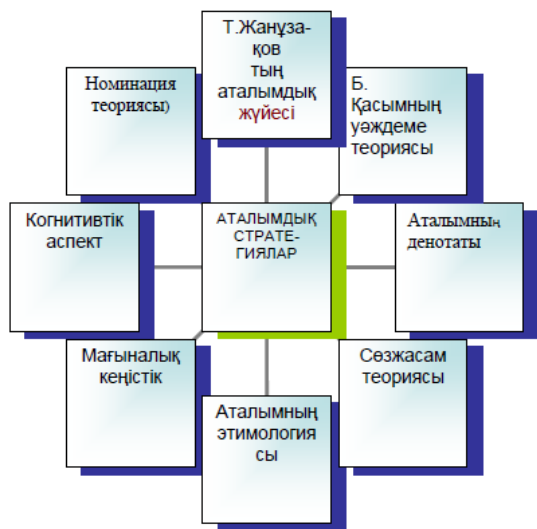 Т.Жанұза-
қов
тың
аталымдық
жүйесі
Номинация
теориясы)
Б.
Қасымның
уәждеме
теориясы
Когнитивтік
аспект
АТАЛЫМДЫҚ
СТРАТЕ-
ГИЯЛАР
Аталымның
денотаты
Мағыналық
кеңістік
Сөзжасам
теориясы
Аталымның
этимология
сы